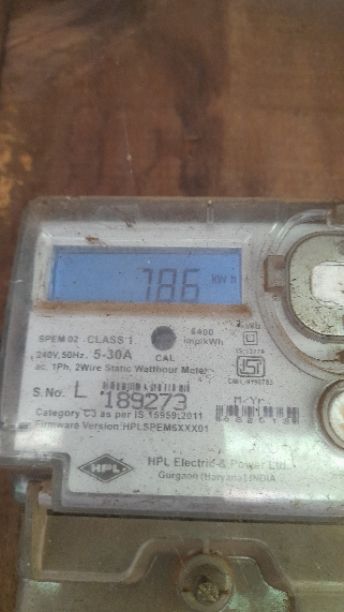 786 kWh
SPEM 02 CLASS 1
6400
imp/kWh
240V, 50Hz, 5-30A CAL
ac, 1Ph, 2Wire Static Watthour Meter
S.No. L 189273
M/Yr.
Category C3 as per IS 15959:2011
Firmware Version: HPLSPEM6XXX01
HPL
HPL Electric & Power Ltd.
Gurgaon (Haryana) INDIA